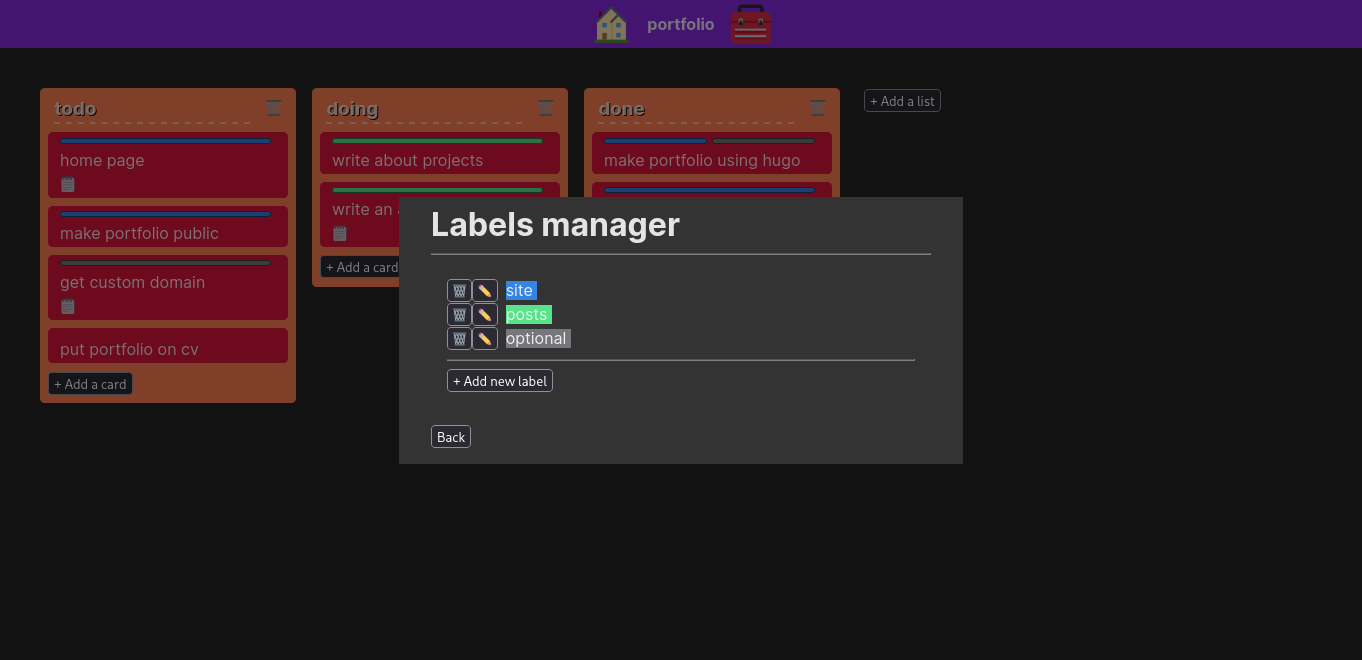 portfolio
todo
home page
make portfolio public
get custom domain
put portfolio on cv
+ Add a card
doing
write about projects
write an
+ Add a card
done
make portfolio using hugo
+ Add a list
Labels manager
site
posts
optional
+ Add new label
Back